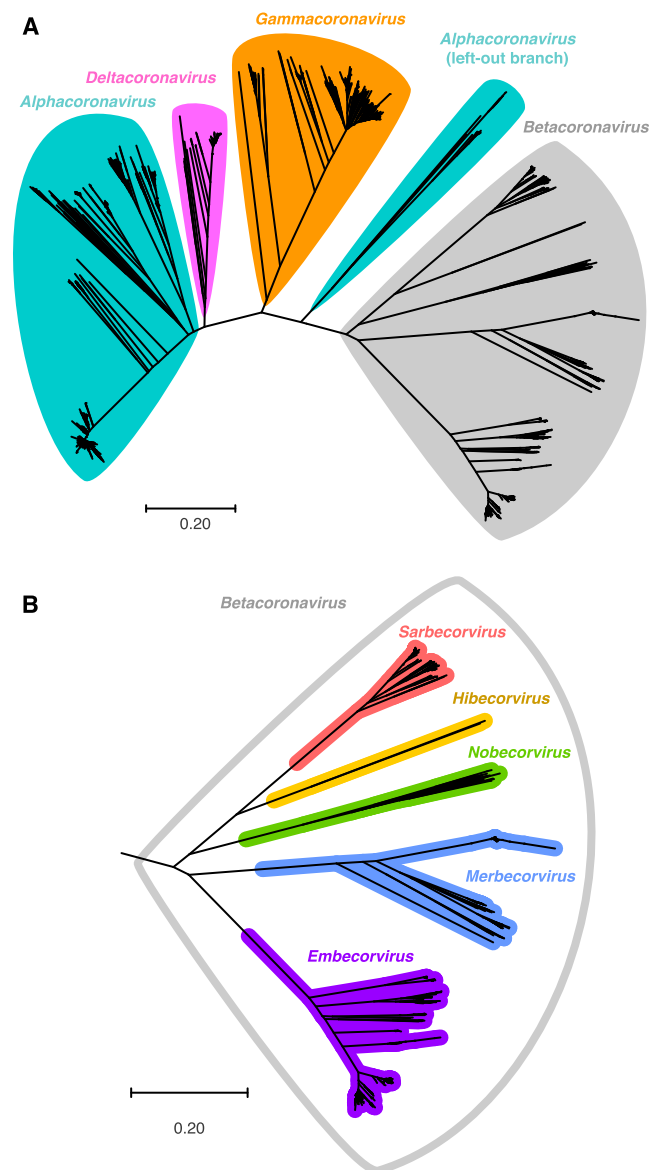 A
Gammacoronavirus
Alphacoronavirus
(left-out branch)
Deltacoronavirus
Alphacoronavirus
Betacoronavirus
0.20
B
Betacoronavirus
Sarbecorvirus
Hibecorvirus
Nobecorvirus
Merbecorvirus
Embecorvirus
0.20